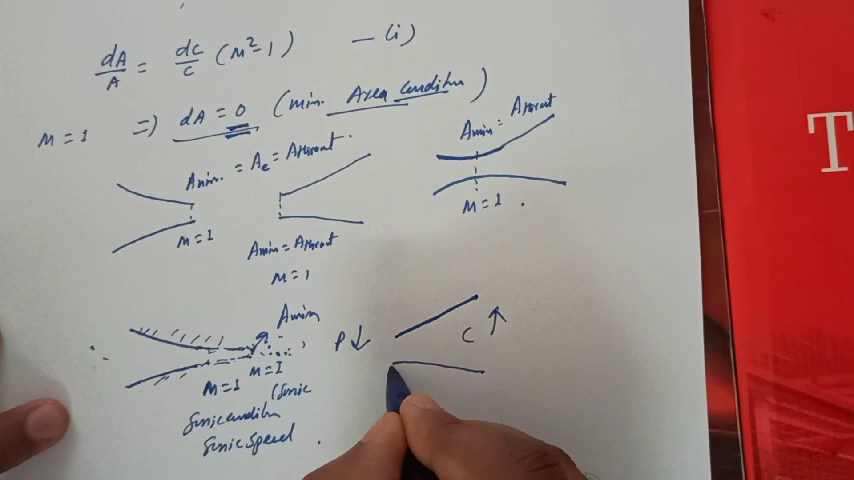 dA/A = dc/c (M²-1) — (i)
M = 1 => dA = 0 (min. Area Condition)
Amin. = Ae = Athroat.
Amin = Athroat
M = 1
M = 1
Amin = Athroat
M = 1.
Amin
P↓
C↑
M = 1 M = 1
(Sonic
Sonic condition
Sonic speed.
T